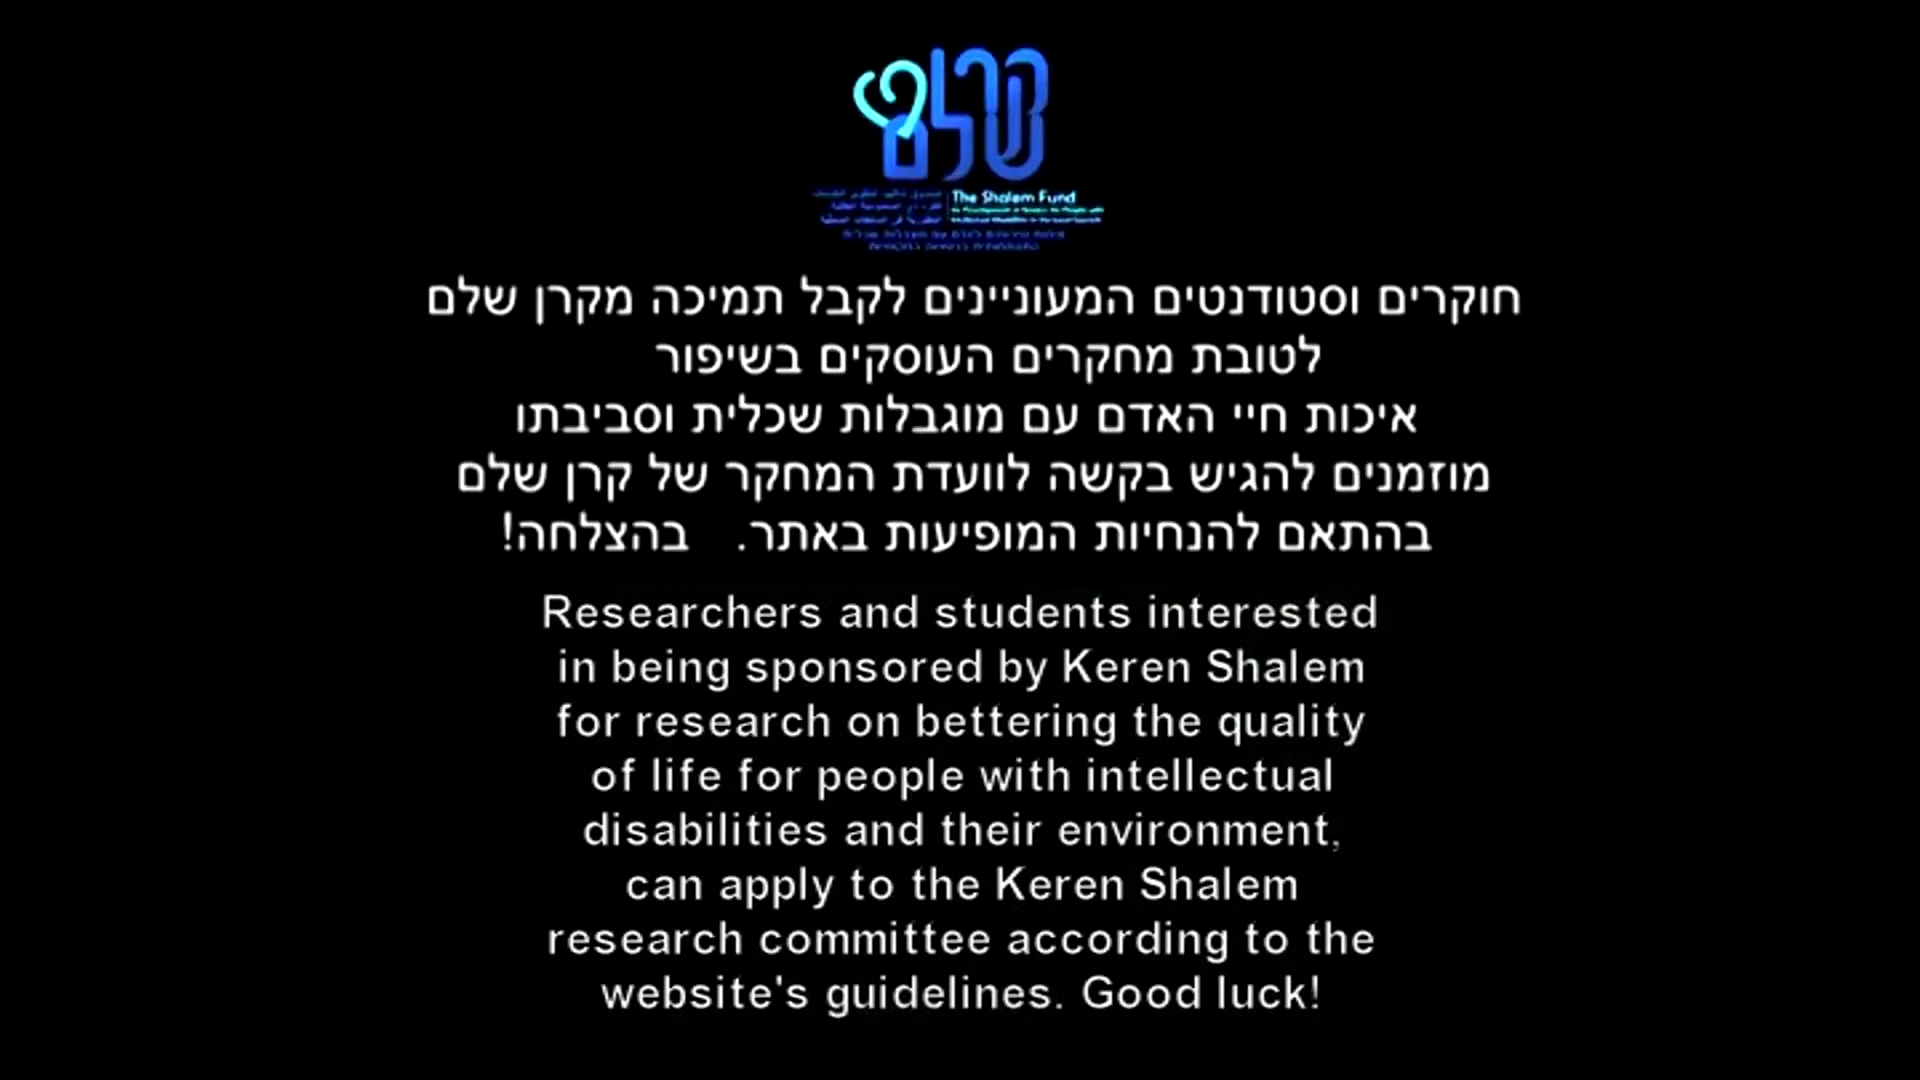 קרן
שלם
The Shalem Fund
חוקרים וסטודנטים המעוניינים לקבל תמיכה מקרן שלם
לטובת מחקרים העוסקים בשיפור
איכות חיי האדם עם מוגבלות שכלית וסביבתו
מוזמנים להגיש בקשה לוועדת המחקר של קרן שלם
בהתאם להנחיות המופיעות באתר. בהצלחה!
Researchers and students interested
in being sponsored by Keren Shalem
for research on bettering the quality
of life for people with intellectual
disabilities and their environment,
can apply to the Keren Shalem
research committee according to the
website's guidelines. Good luck!